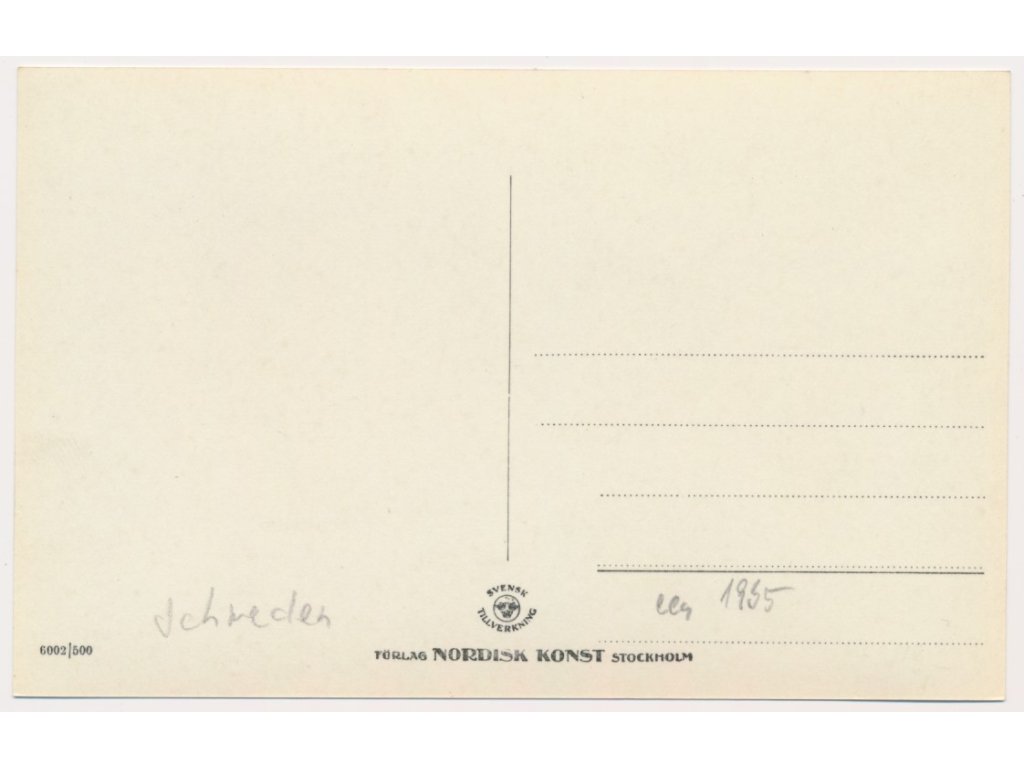 SVENSK
TILLVERKNING
Schweden
1935
6002/500
FÖRLAG NORDISK KONST STOCKHOLM